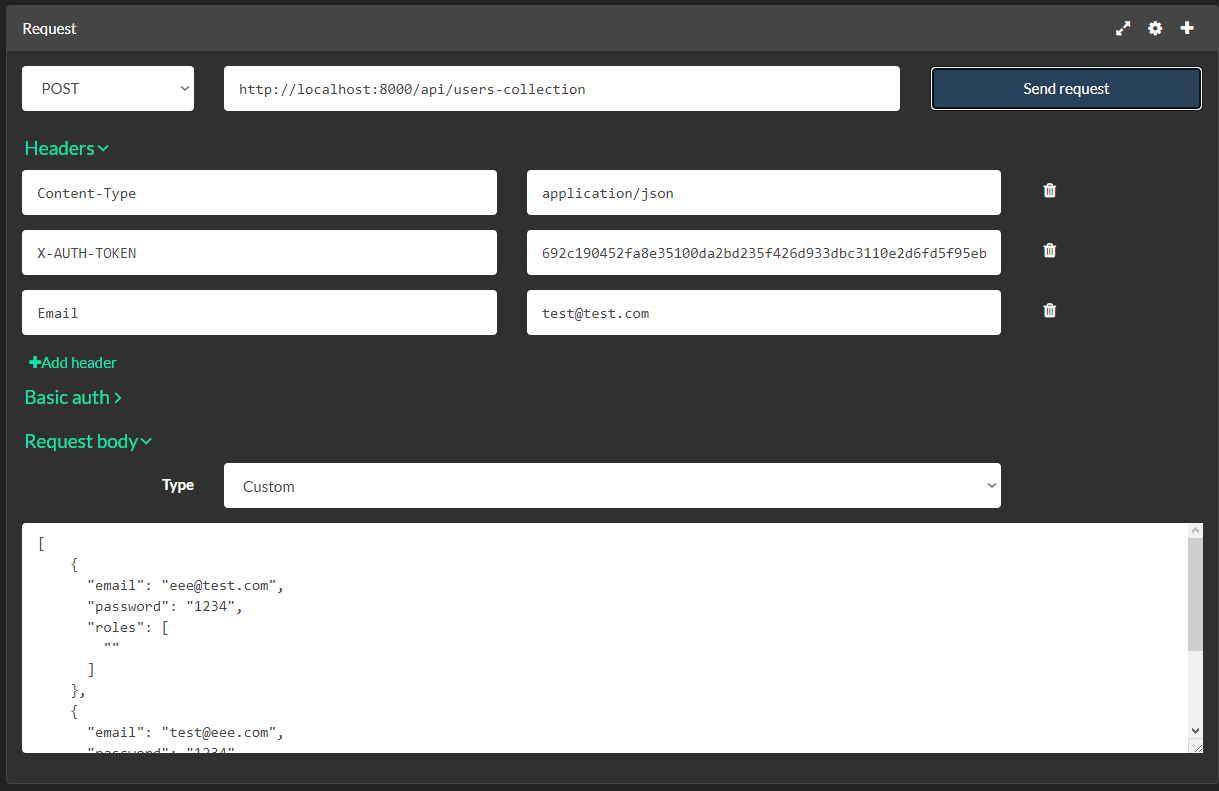 Request
POST
http://localhost:8000/api/users-collection
Send request
Headers
Content-Type
application/json
X-AUTH-TOKEN
692c190452fa8e35100da2bd235f426d933dbc3110e2d6fd5f95eb
Email
test@test.com
Add header
Basic auth
Request body
Type
Custom
[
{
"email": "eee@test.com",
"password": "1234",
"roles": [
""
]
},
{
"email": "test@eee.com",
"password": "1234"